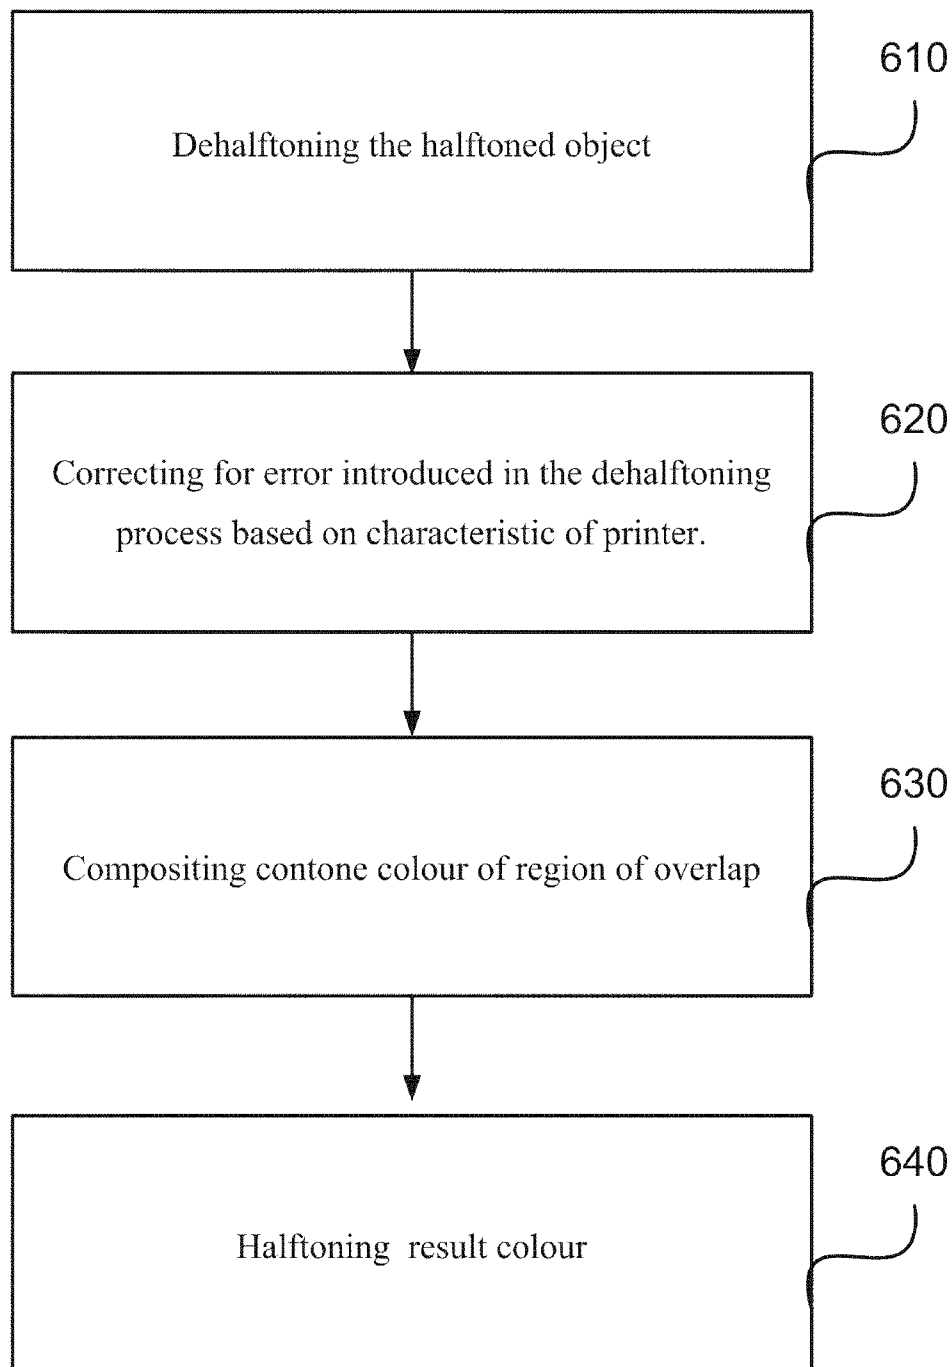 610
Dehalftoning the halftoned object
620
Correcting for error introduced in the dehalftoning
process based on characteristic of printer.
630
Compositing contone colour of region of overlap
640
Halftoning result colour